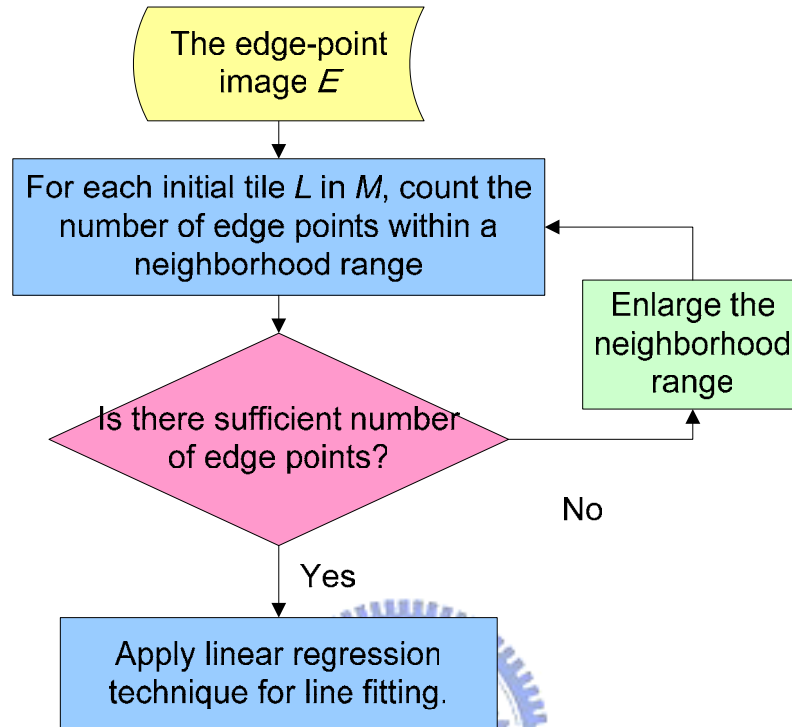 The edge-point
image E
For each initial tile L in M, count the
number of edge points within a
neighborhood range
Enlarge the
neighborhood
range
Is there sufficient number
of edge points?
No
Yes
Apply linear regression
technique for line fitting.